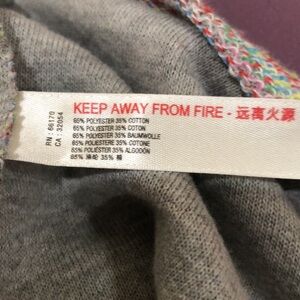 KEEP AWAY FROM FIRE - 远离火源
RN : 66170
CA : 32054
65% POLYESTER 35% COTTON
65% POLYESTER 35% COTON
65% POLYESTER 35% BAUMWOLLE
65% POLIESTERE 35% COTONE
65% POLIÉSTER 35% ALGODÓN
65% 涤纶 35% 棉